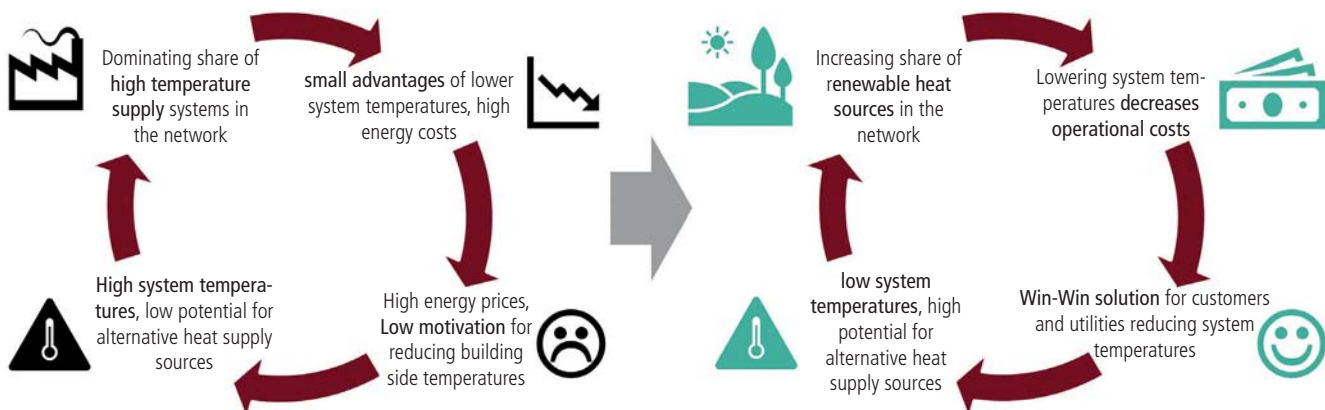 Dominating share of
high temperature
supply systems in
the network
small advantages of lower
system temperatures, high
energy costs
High energy prices,
Low motivation for
reducing building
side temperatures
High system tempera-
tures, low potential for
alternative heat supply
sources
Increasing share of
renewable heat
sources in the
network
Lowering system tem-
peratures decreases
operational costs
Win-Win solution for customers
and utilities reducing system
temperatures
low system
temperatures, high
potential for
alternative heat
supply sources